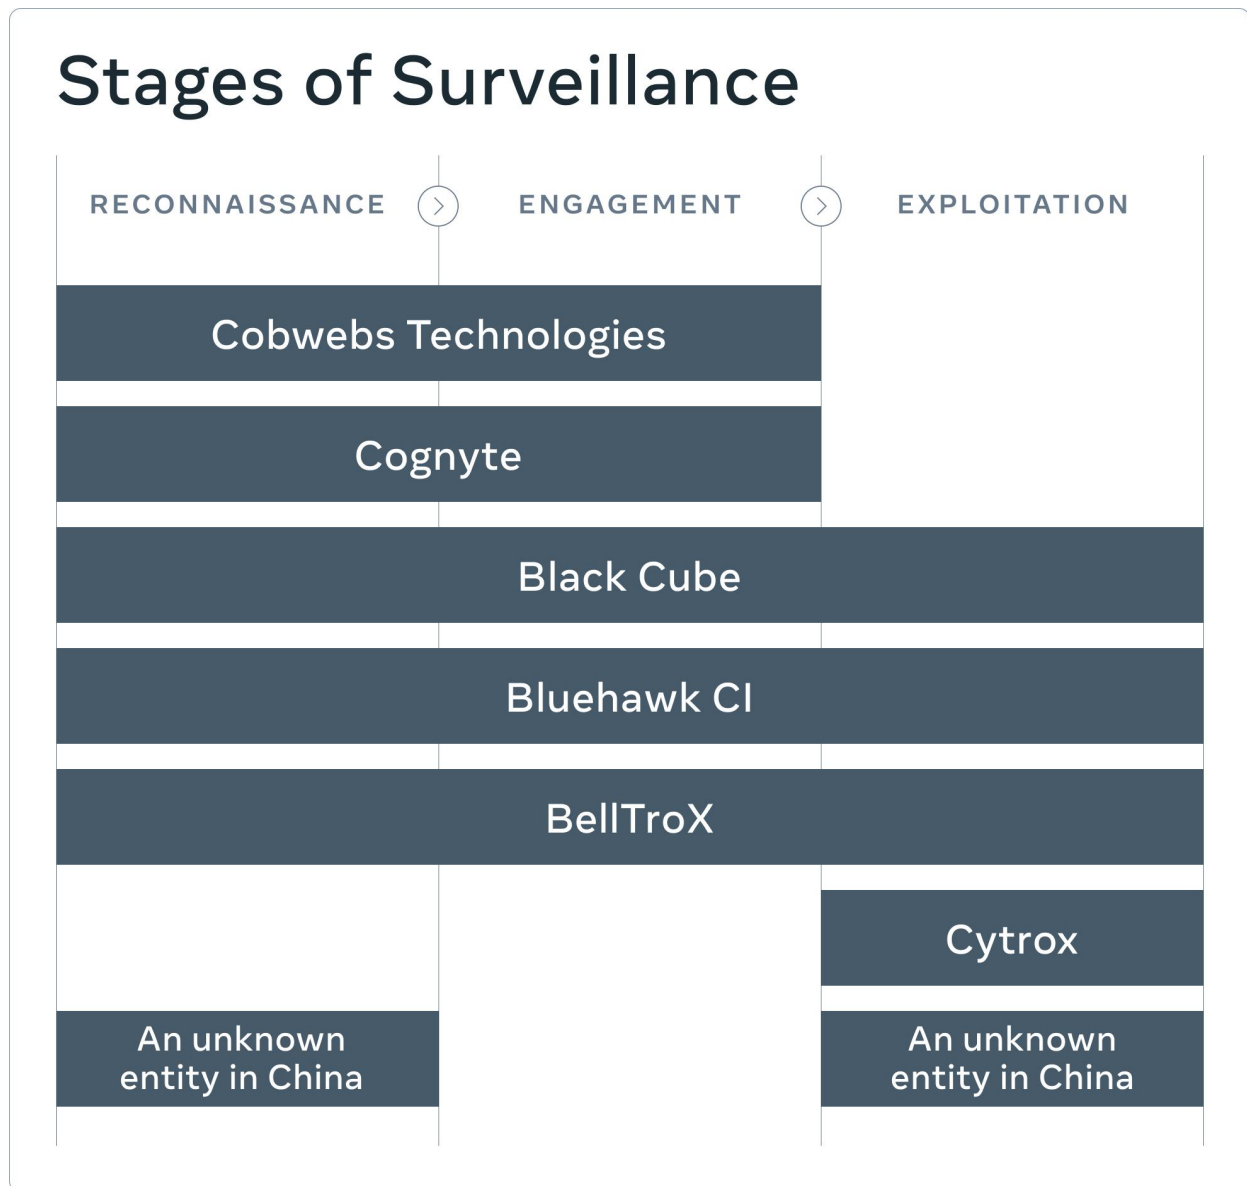 Stages of Surveillance
RECONNAISSANCE
ENGAGEMENT
EXPLOITATION
Cobwebs Technologies
Cognyte
Black Cube
Bluehawk CI
BellTroX
Cytrox
An unknown
entity in China
An unknown
entity in China